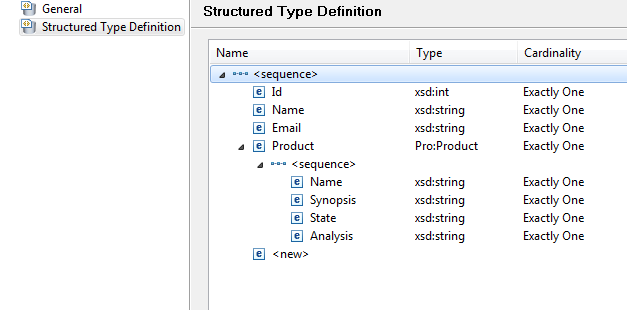 General
Structured Type Definition
Structured Type Definition
Name Type Cardinality
<sequence>
Id xsd:int Exactly One
Name xsd:string Exactly One
Email xsd:string Exactly One
Product Pro:Product Exactly One
<sequence>
Name xsd:string Exactly One
Synopsis xsd:string Exactly One
State xsd:string Exactly One
Analysis xsd:string Exactly One
<new>